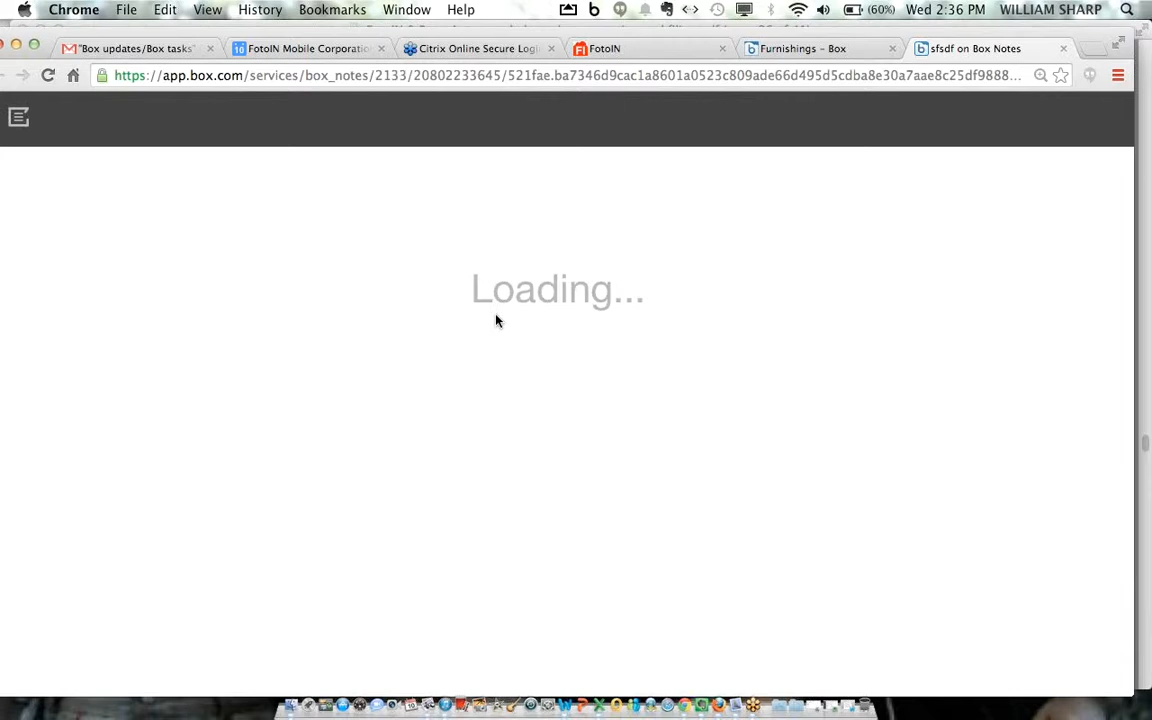 Chrome File Edit View History Bookmarks Window Help (60%) Wed 2:36 PM WILLIAM SHARP
"Box updates/Box tasks" FotoIN Mobile Corporatio Citrix Online Secure Logi FotoIN Furnishings – Box sfsdf on Box Notes
https://app.box.com/services/box_notes/2133/20802233645/521fae.ba7346d9cac1a8601a0523c809ade66d495d5cdba8e30a7aae8c25df9888...
Loading...